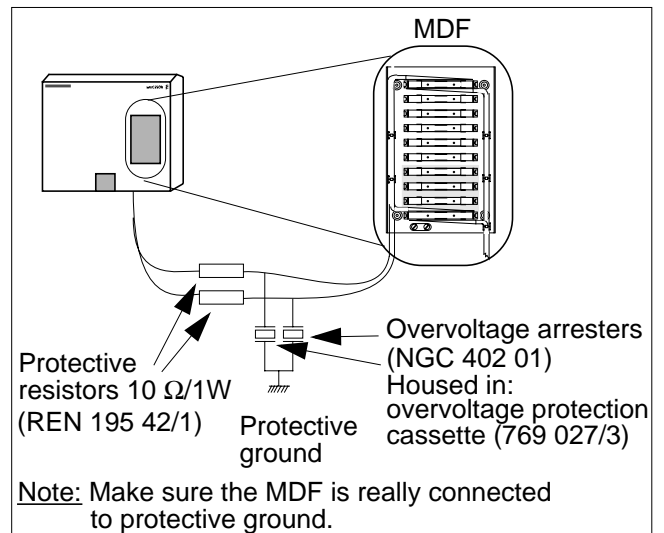 MDF
Overvoltage arresters
(NGC 402 01)
Housed in:
overvoltage protection
cassette (769 027/3)
Protective
resistors 10 Ω/1W
(REN 195 42/1)
Protective
ground
Note: Make sure the MDF is really connected
to protective ground.